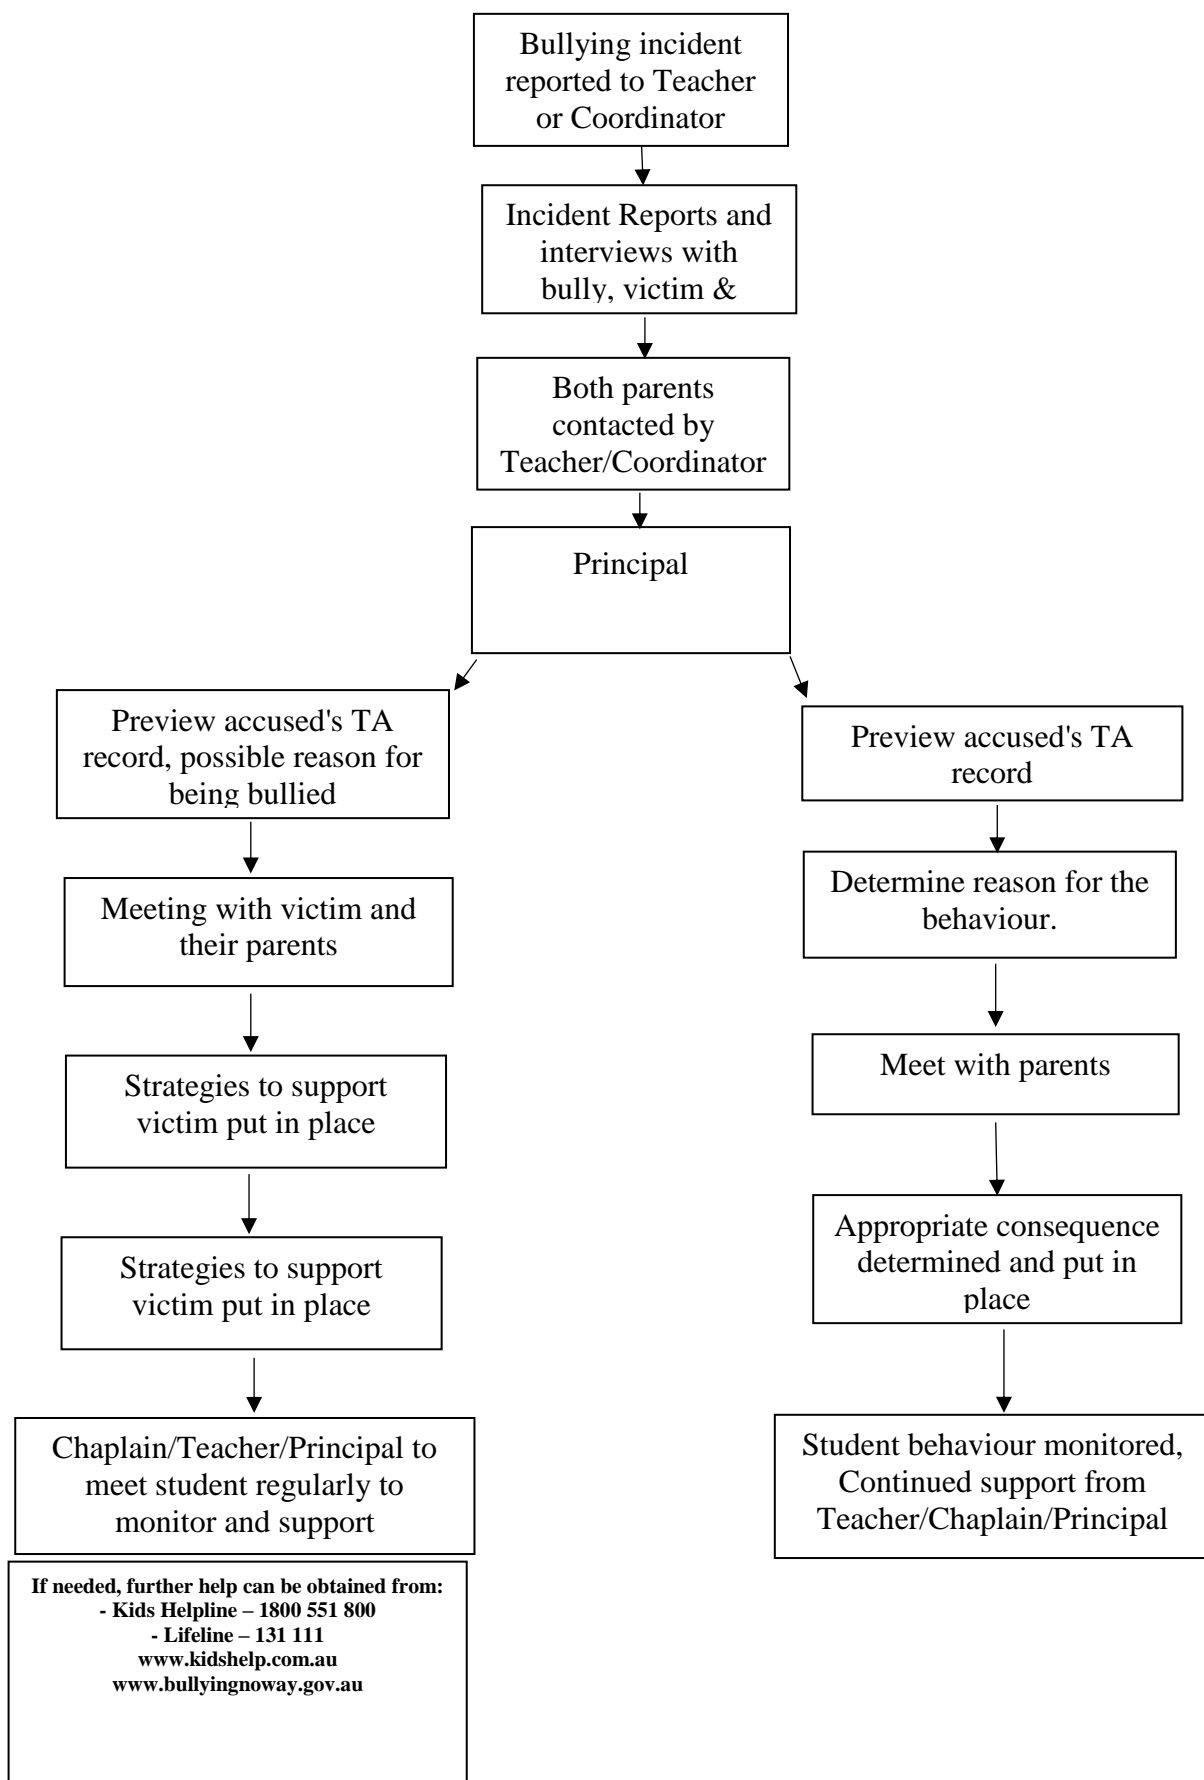 Bullying incident
reported to Teacher
or Coordinator
Incident Reports and
interviews with
bully, victim &
Both parents
contacted by
Teacher/Coordinator
Principal
Preview accused's TA
record, possible reason for
being bullied
Meeting with victim and
their parents
Strategies to support
victim put in place
Strategies to support
victim put in place
Chaplain/Teacher/Principal to
meet student regularly to
monitor and support
If needed, further help can be obtained from:
- Kids Helpline – 1800 551 800
- Lifeline – 131 111
www.kidshelp.com.au
www.bullyingnoway.gov.au
Preview accused's TA
record
Determine reason for the
behaviour.
Meet with parents
Appropriate consequence
determined and put in
place
Student behaviour monitored,
Continued support from
Teacher/Chaplain/Principal